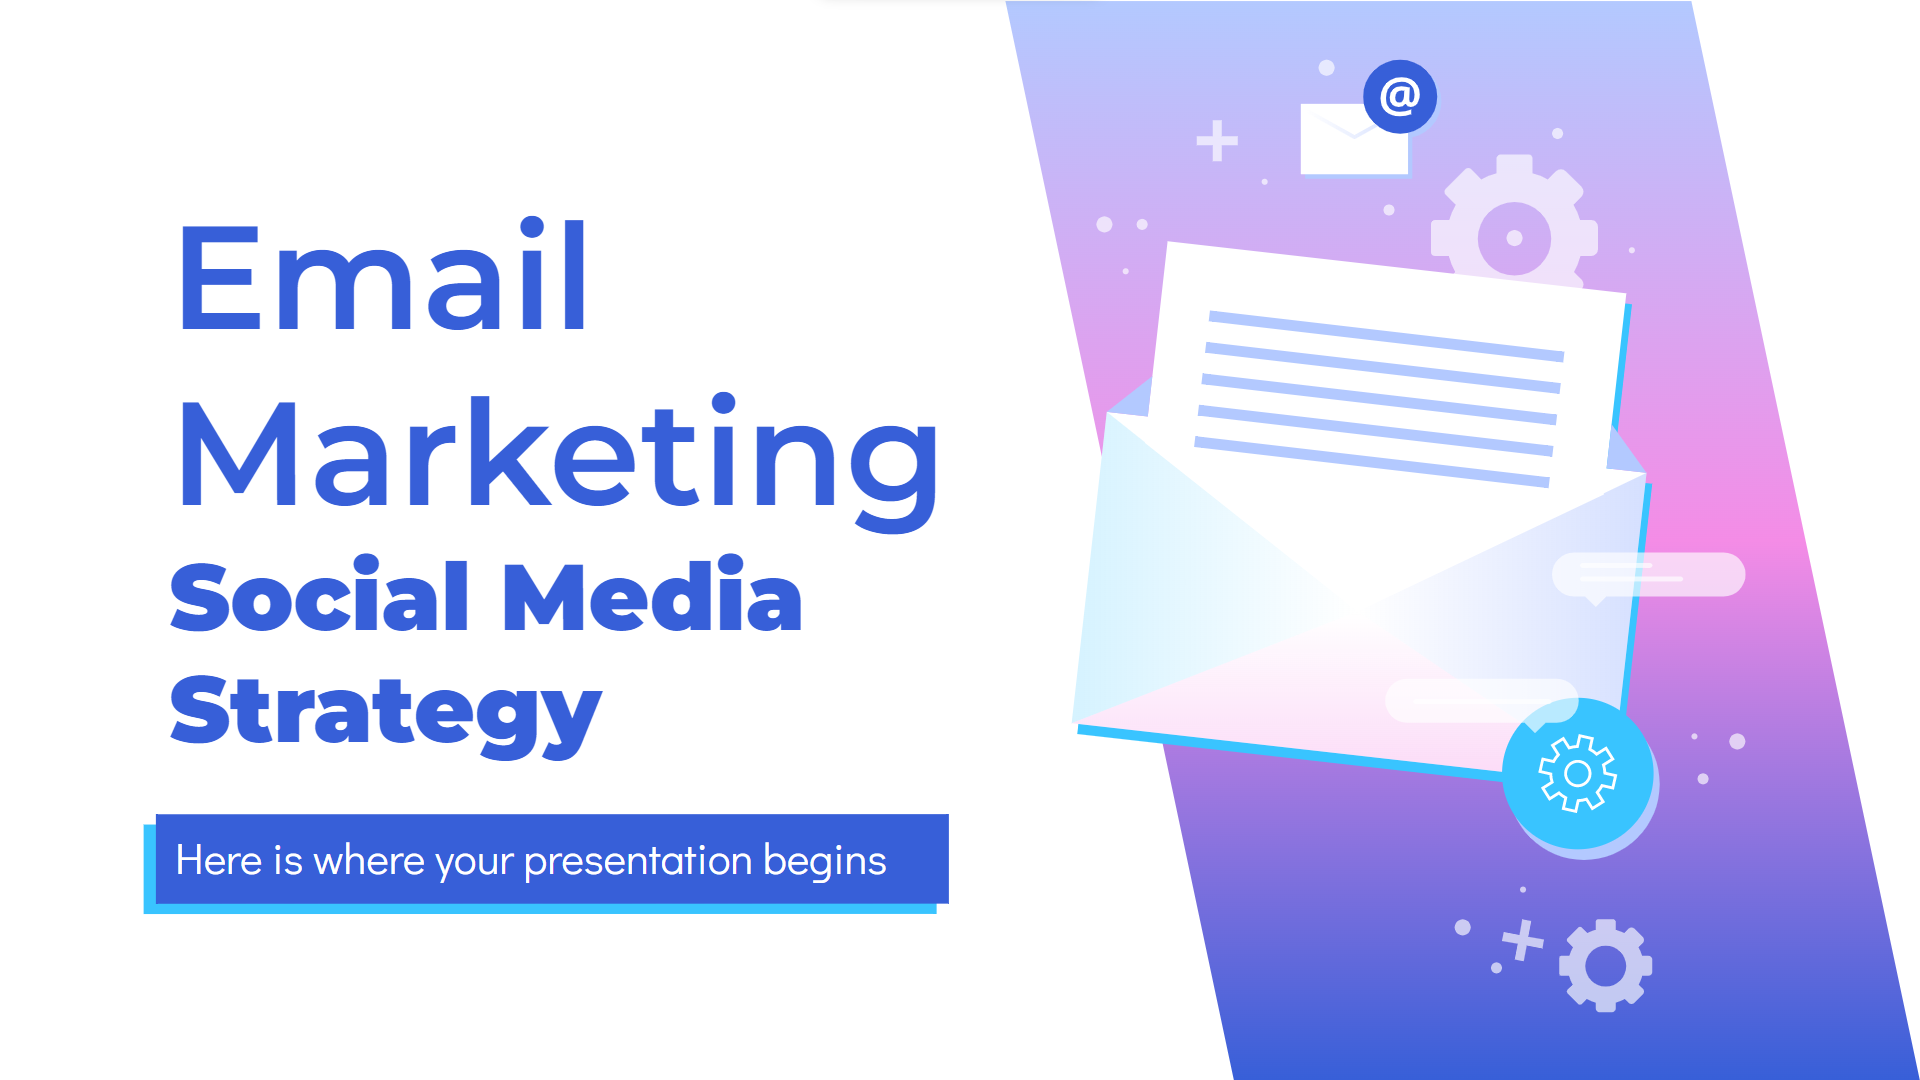 @
Email
Marketing
Social Media
Strategy
Here is where your presentation begins